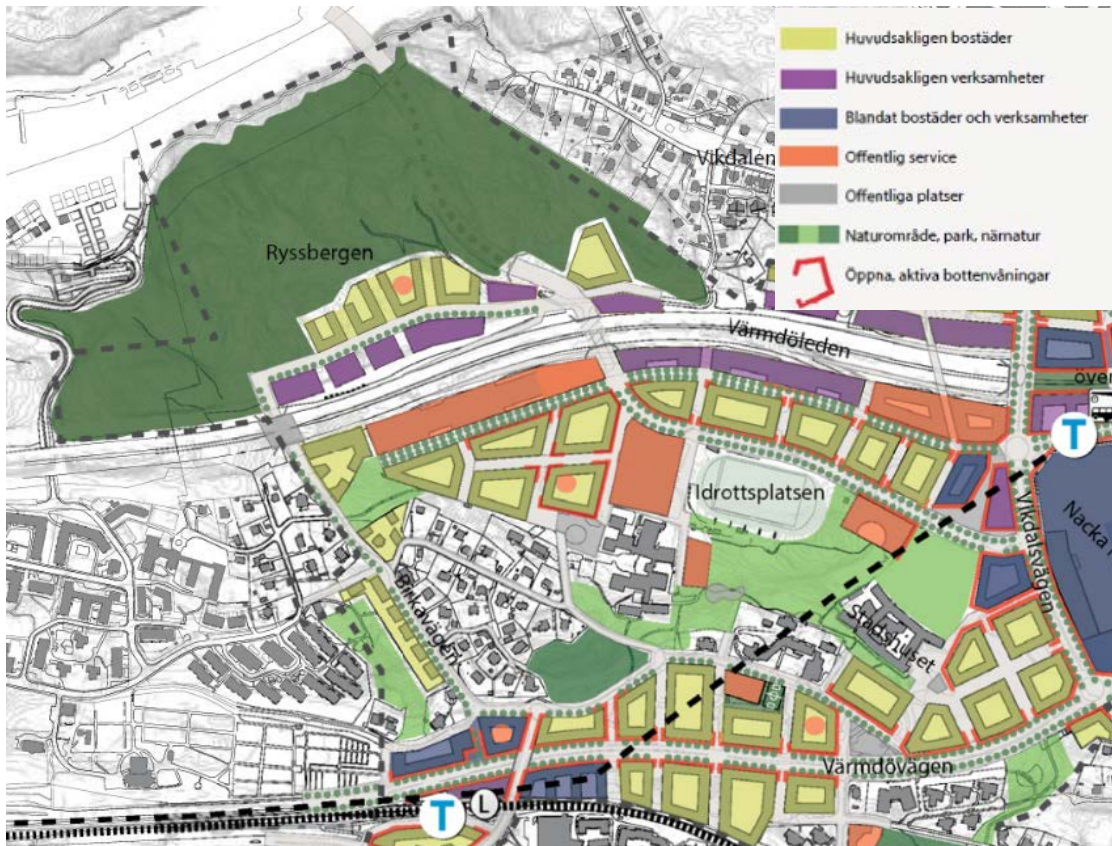 Huvudsakligen bostäder
Huvudsakligen verksamheter
Blandat bostäder och verksamheter
Offentlig service
Offentliga platser
Naturområde, park, närnatur
Öppna, aktiva bottenvåningar
Vikdalen
Ryssbergen
Värmdöleden
över
T
Idrottsplatsen
Vikdalsvägen
Nacka
Birkavägen
Stadshuset
Värmdövägen
T
L